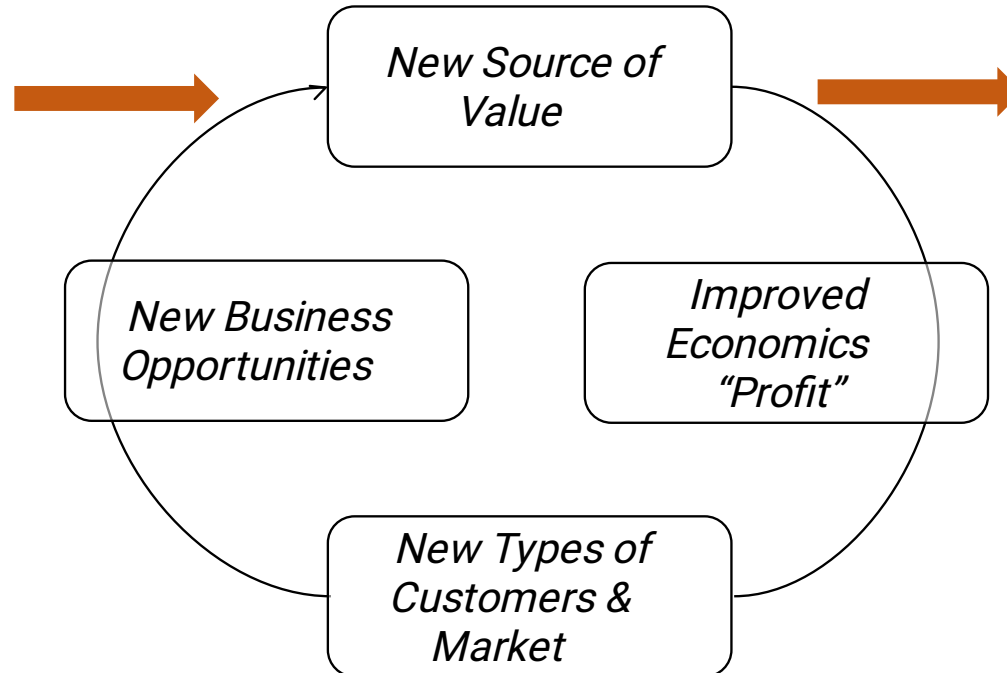 New Source of
Value
New Business
Opportunities
Improved
Economics
“Profit”
New Types of
Customers &
Market